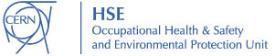 CERN
HSE
Occupational Health & Safety
and Environmental Protection Unit